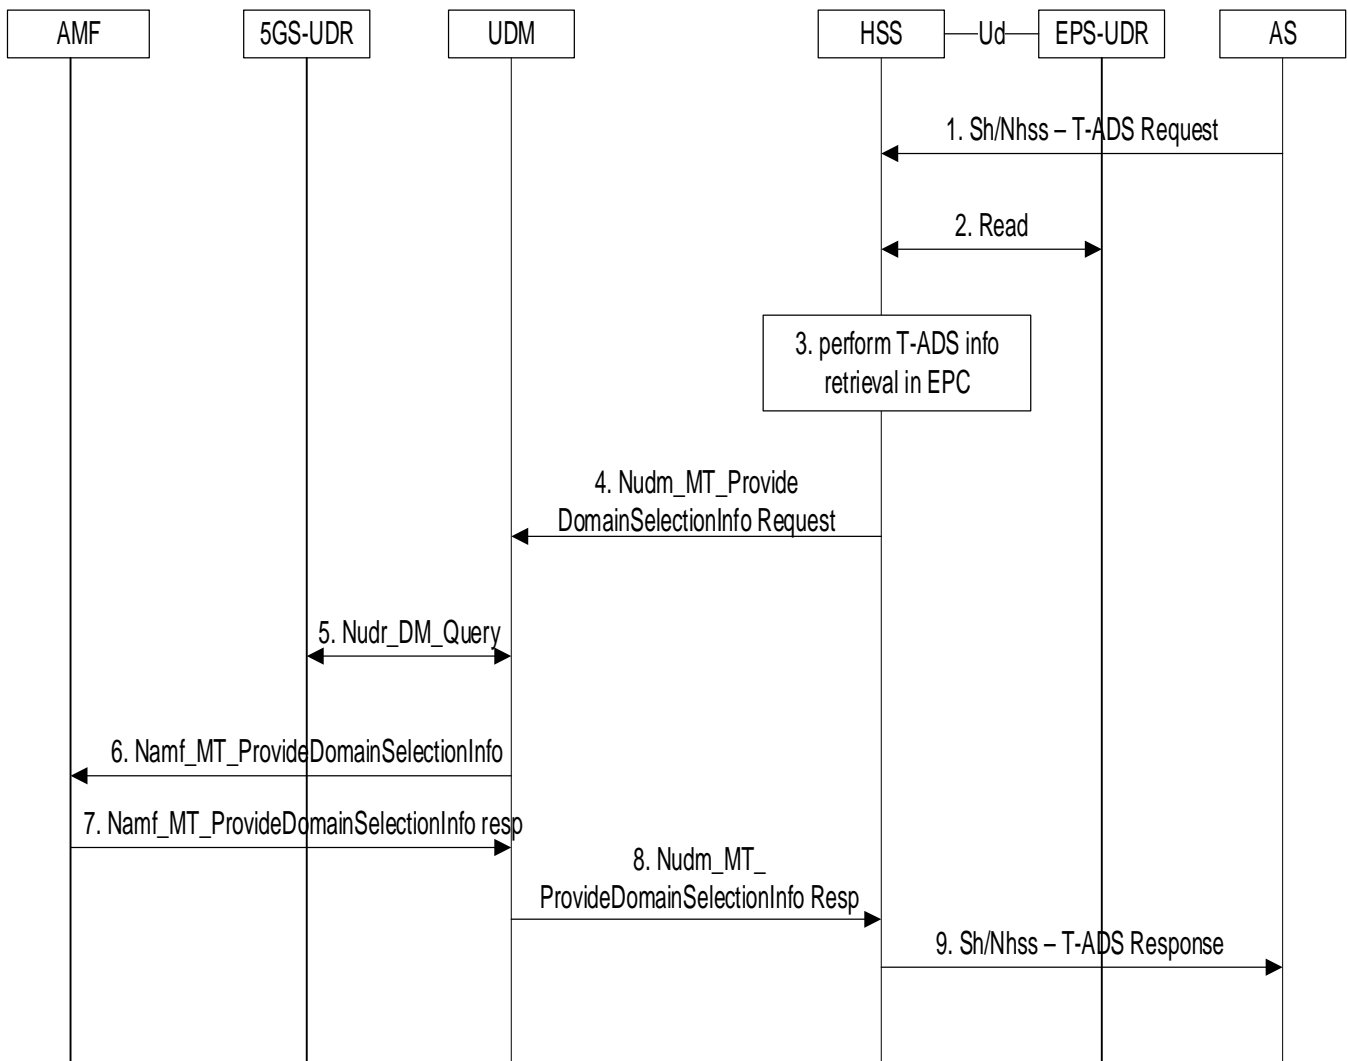 AMF
5GS-UDR
UDM
HSS
Ud
EPS-UDR
AS
1. Sh/Nhss – T-ADS Request
2. Read
3. perform T-ADS info
retrieval in EPC
4. Nudm_MT_Provide
DomainSelectionInfo Request
5. Nudr_DM_Query
6. Namf_MT_ProvideDomainSelectionInfo
7. Namf_MT_ProvideDomainSelectionInfo resp
8. Nudm_MT_
ProvideDomainSelectionInfo Resp
9. Sh/Nhss – T-ADS Response